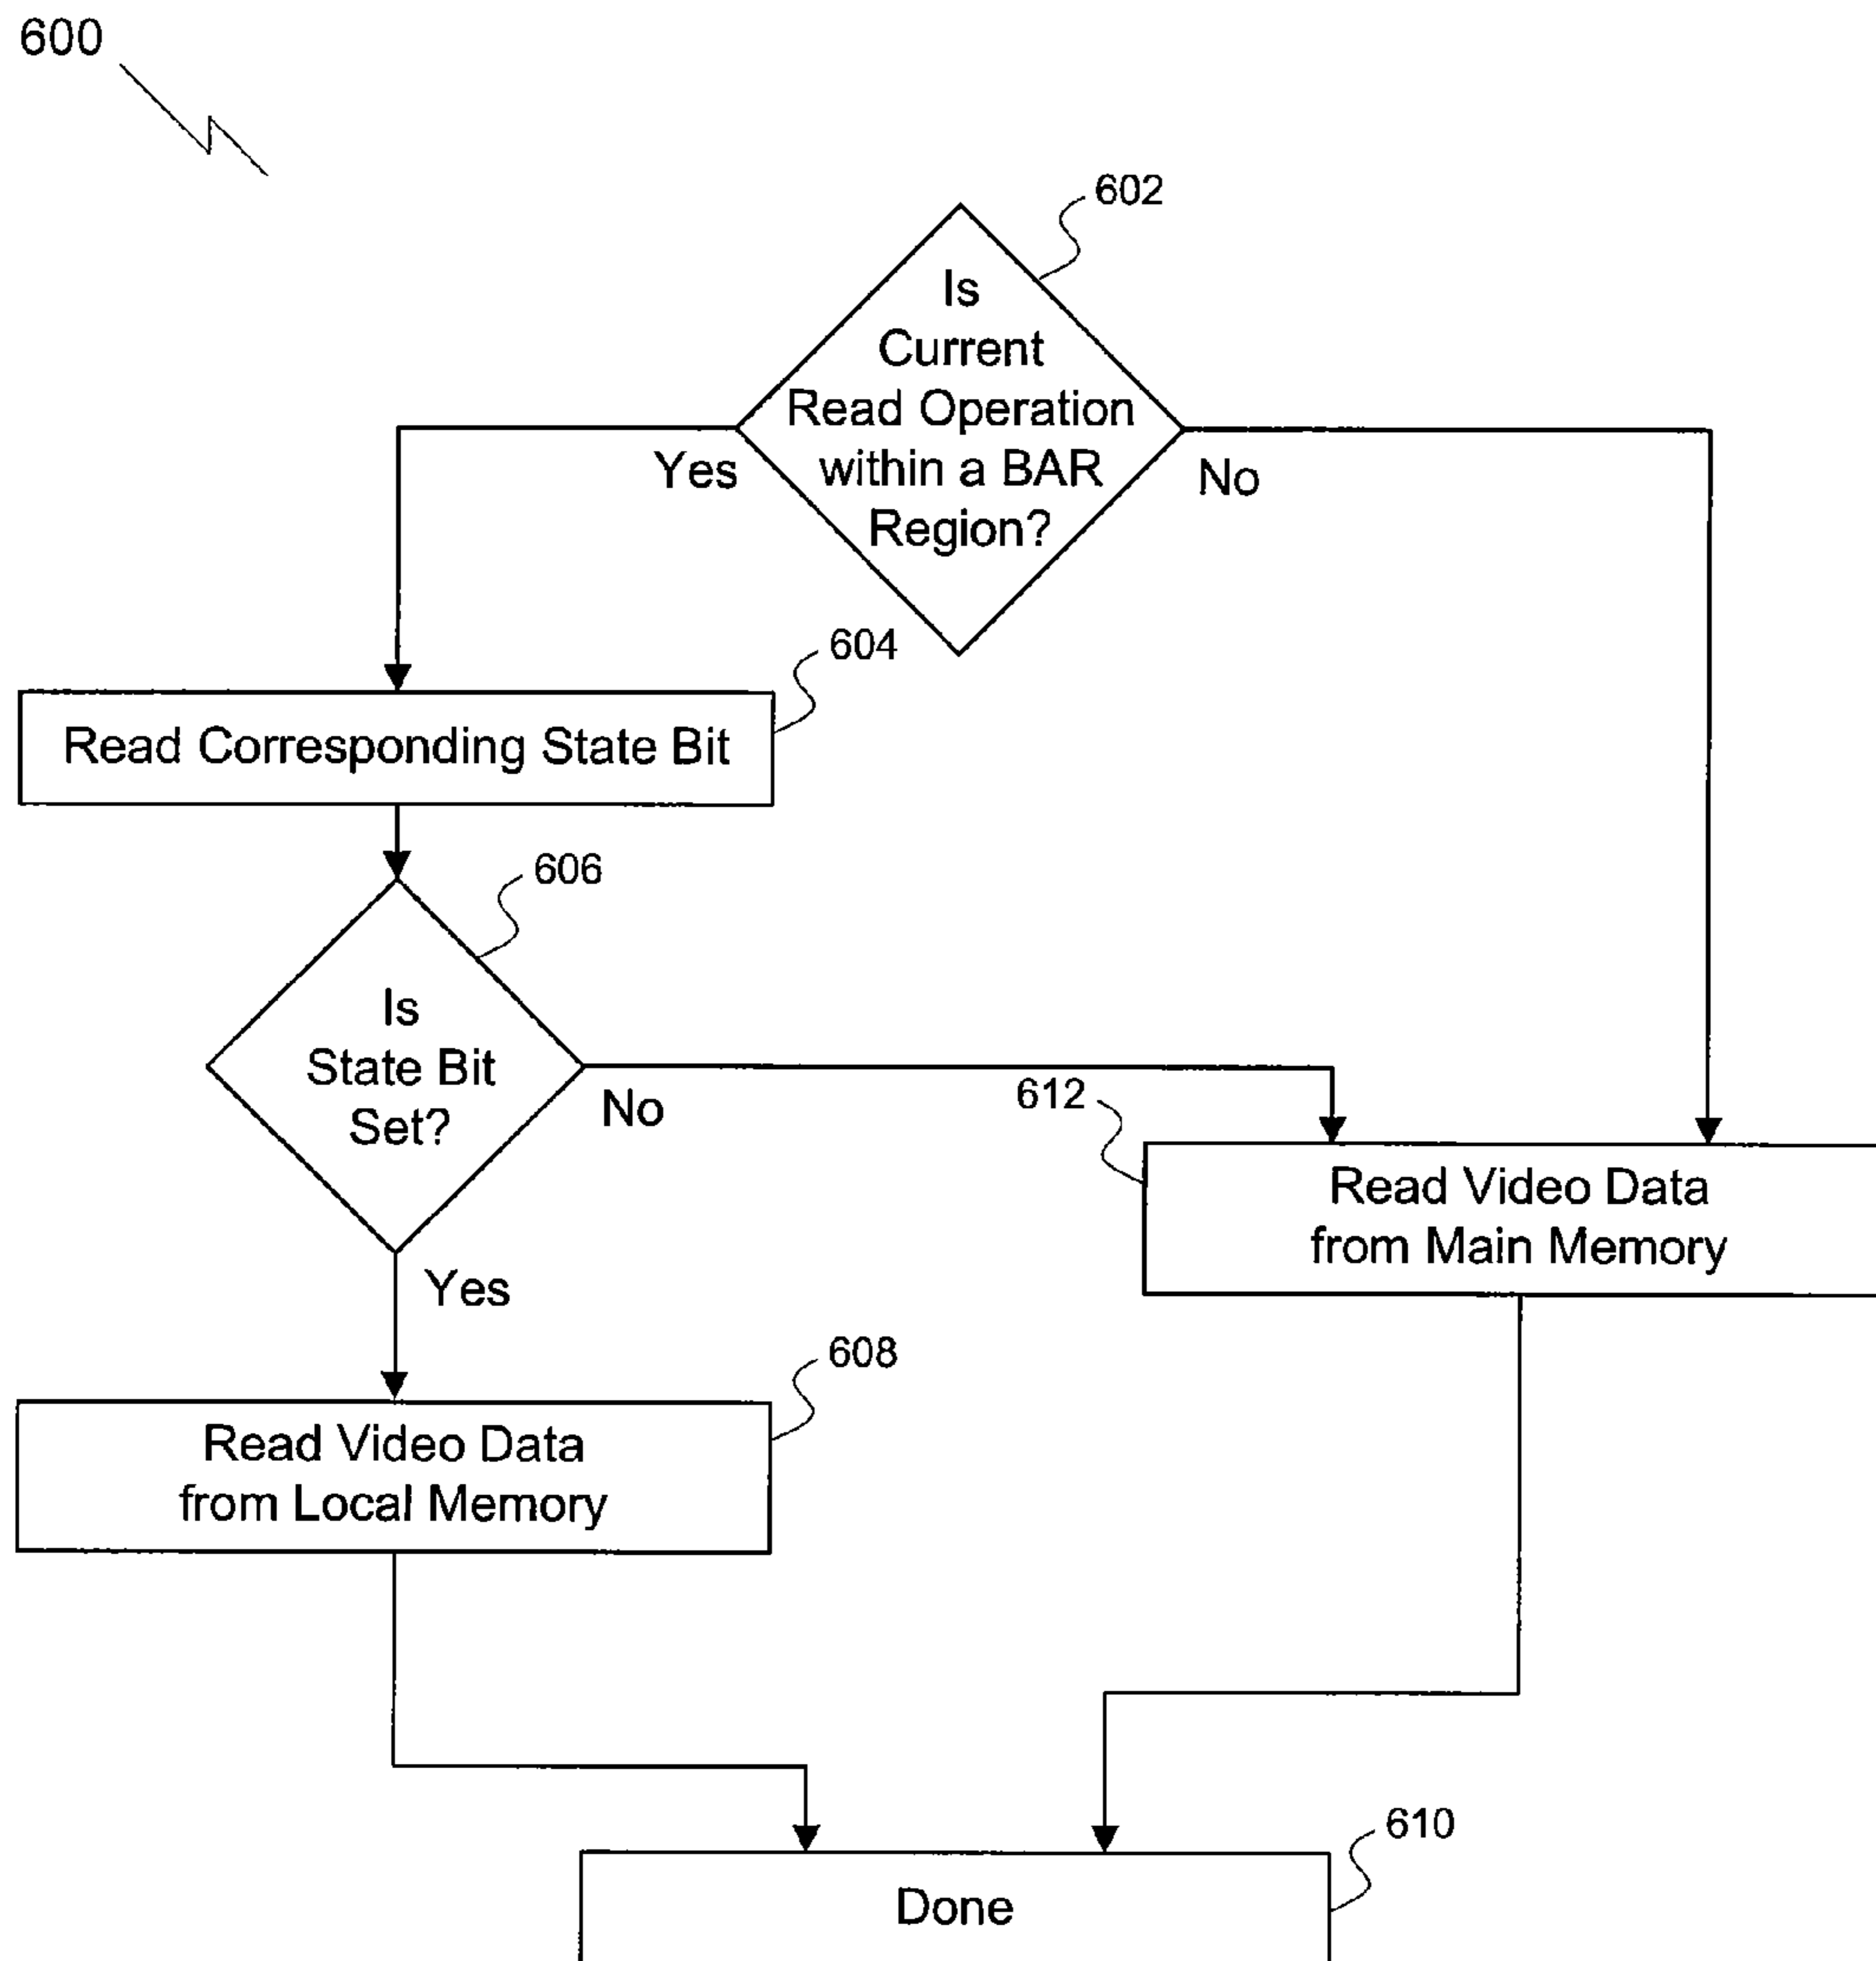 600
602
Is
Current
Read Operation
within a BAR
Region?
Yes
No
604
Read Corresponding State Bit
606
Is
State Bit
Set?
No
612
Read Video Data
from Main Memory
Yes
608
Read Video Data
from Local Memory
610
Done